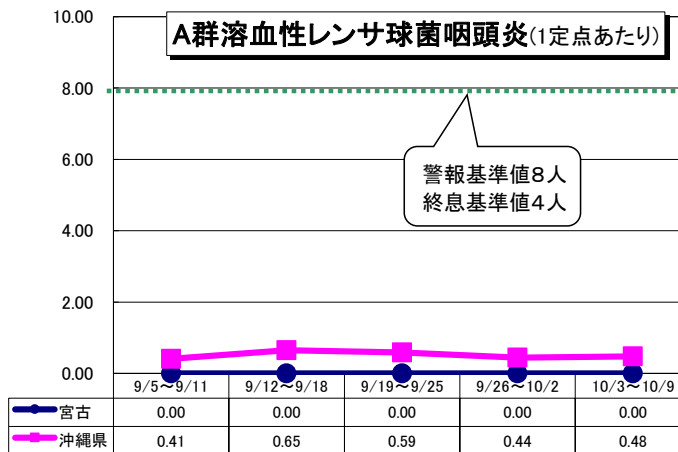 A群溶血性レンサ球菌咽頭炎(1定点あたり)
10.00
8.00
6.00
4.00
2.00
0.00
警報基準値8人
終息基準値4人
9/5～9/11 9/12～9/18 9/19～9/25 9/26～10/2 10/3～10/9
宮古 0.00 0.00 0.00 0.00 0.00
沖縄県 0.41 0.65 0.59 0.44 0.48